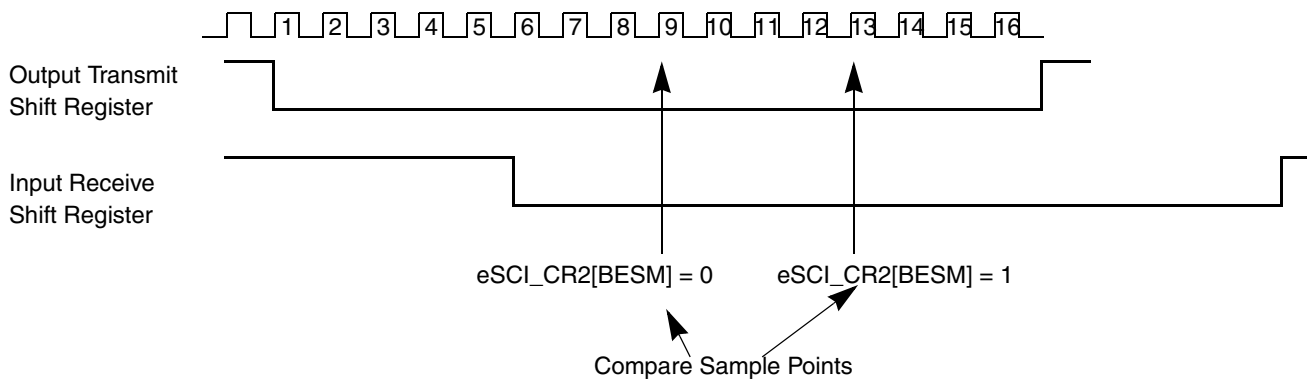 1 2 3 4 5 6 7 8 9 10 11 12 13 14 15 16
Output Transmit
Shift Register
Input Receive
Shift Register
eSCI_CR2[BESM] = 0 eSCI_CR2[BESM] = 1
Compare Sample Points